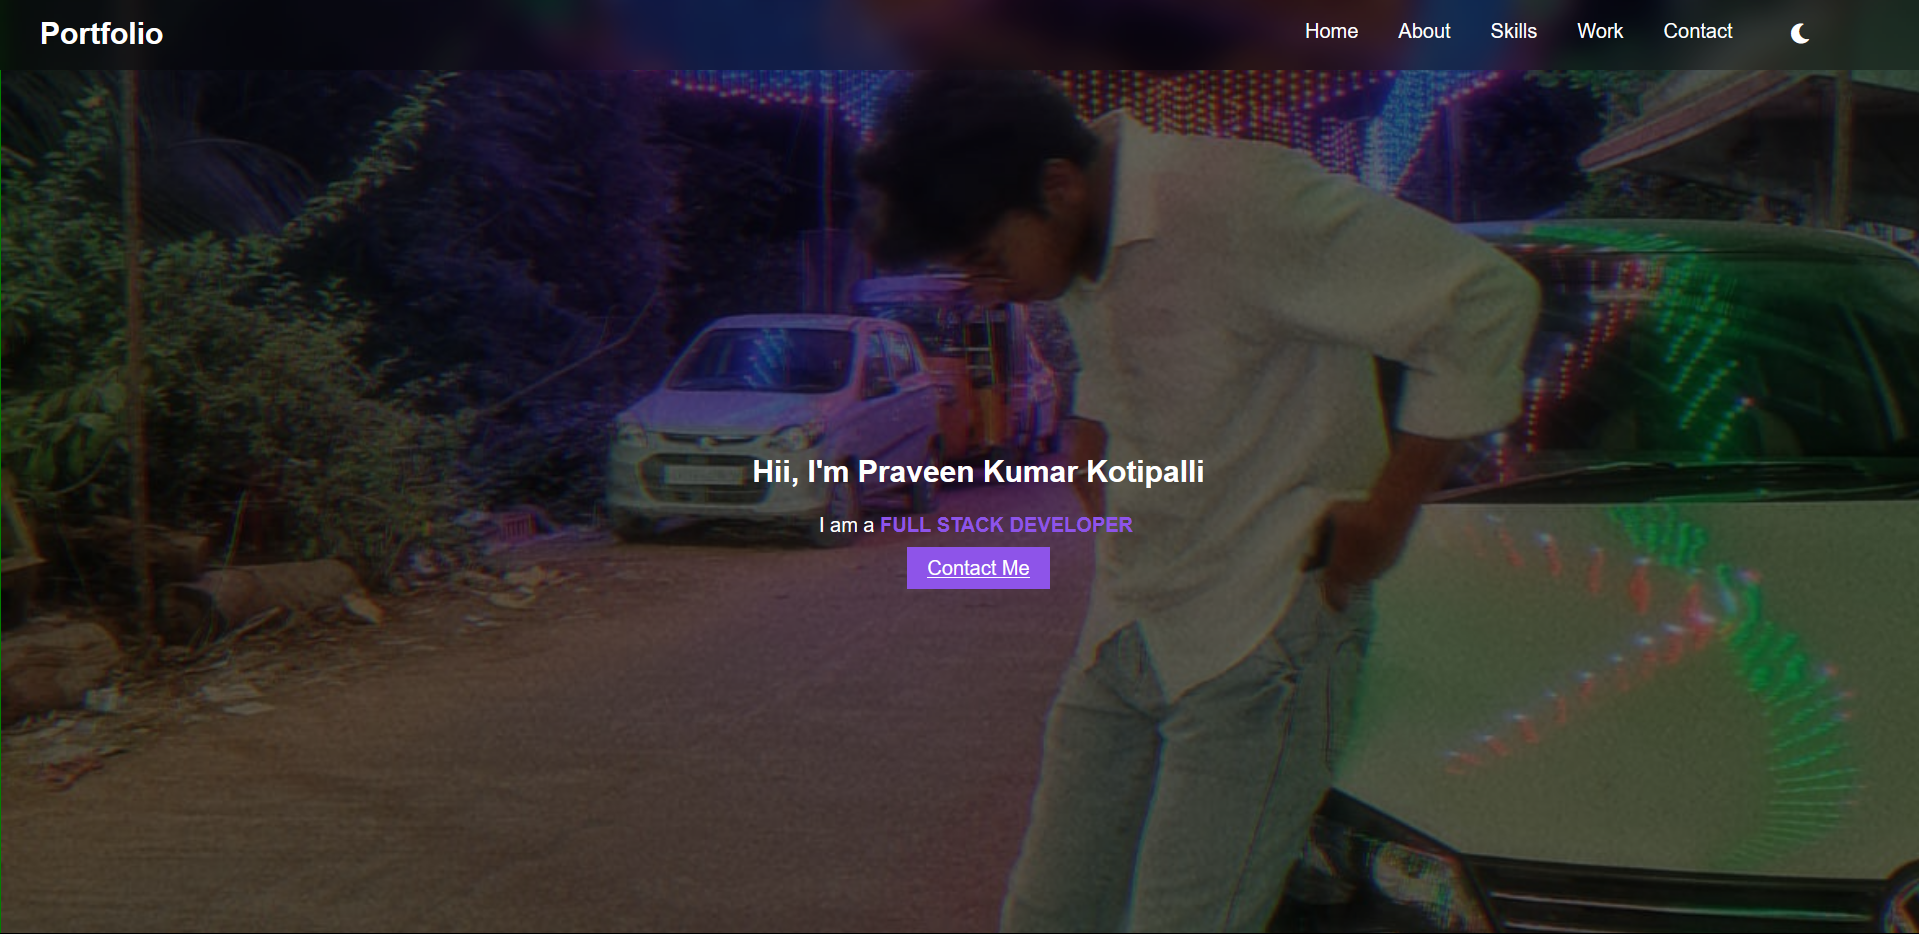 Portfolio
Home About Skills Work Contact
Hii, I'm Praveen Kumar Kotipalli
I am a FULL STACK DEVELOPER
Contact Me